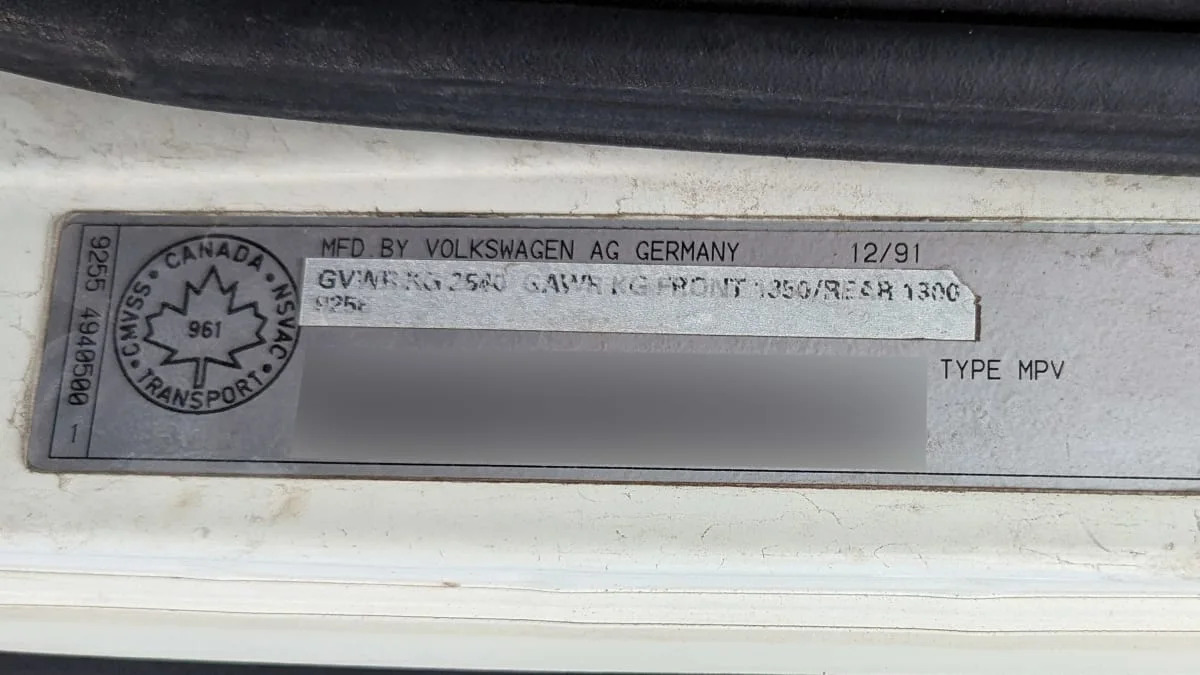 9255 4940500 1
CMVSS • CANADA • NSVAC • TRANSPORT •
961
MFD BY VOLKSWAGEN AG GERMANY 12/91
GVWR KG 2540 GAWR KG FRONT 1350/REAR 1300
TYPE MPV